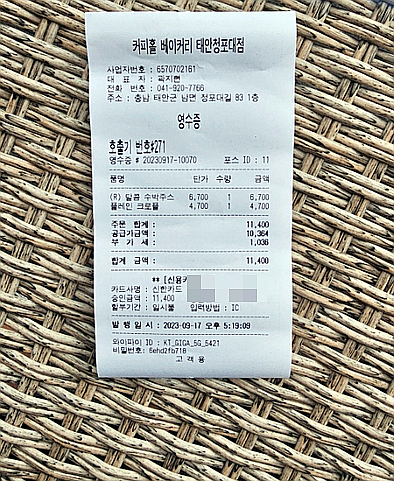 커피홀 베이커리 태안청포대점
사업자번호 : 6570702161
대 표 자 : 곽지현
전화 번호 : 041-920-7766
주소 : 충남 태안군 남면 청포대길 83 1층
영수증
호출기 번호#271
영수증 # 20230917-10070 포스 ID : 11
품명 단가 수량 금액
(R) 달콤 수박주스 6,700 1 6,700
플레인 크로플 4,700 1 4,700
주문 합계: 11,400
공급가금액: 10,364
부 가 세: 1,036
합계 금액: 11,400
** [신용카
카드사명 : 신한카드
승인금액 : 11,400
할부기간 : 일시불 입력방법 : IC
발 행 일 시 : 2023-09-17 오후 5:19:09
와이파이 ID : KT_GIGA_5G_5421
비밀번호: 6ehd2fb718
고 객 용